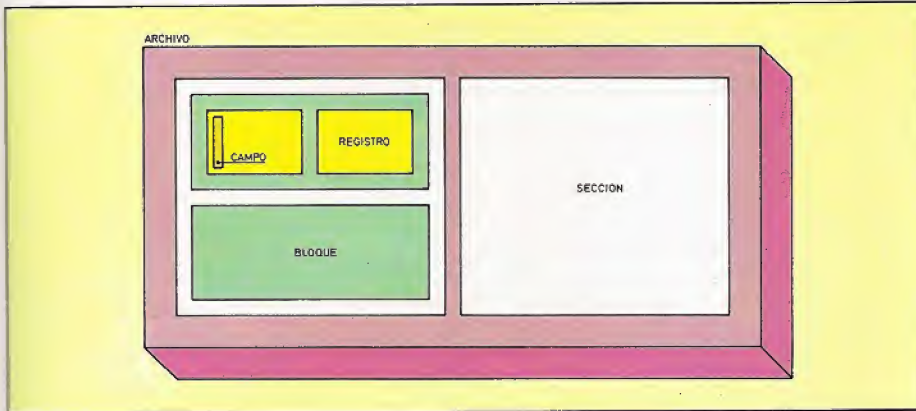 ARCHIVO
CAMPO
REGISTRO
SECCION
BLOQUE